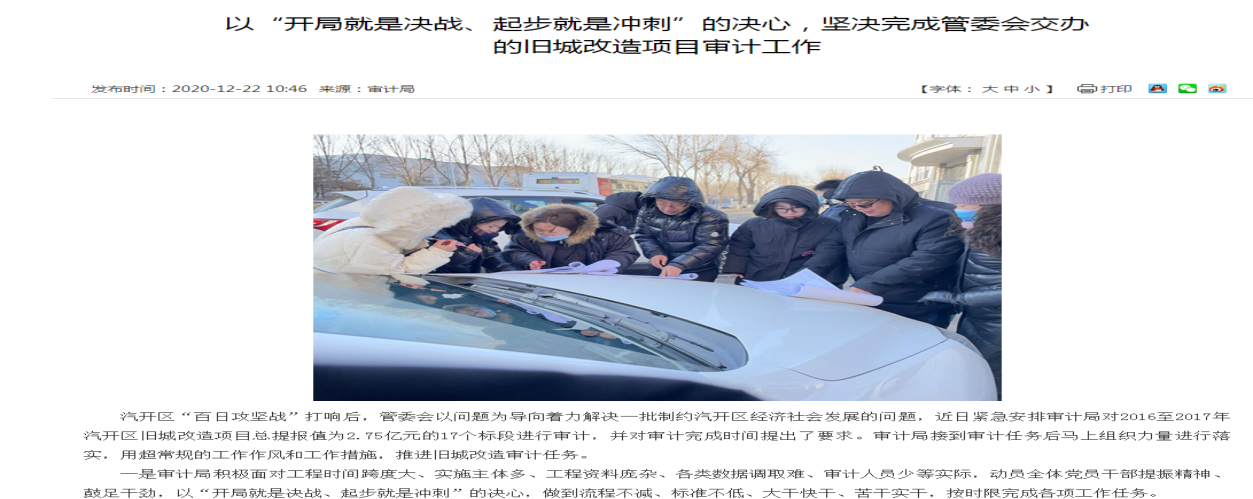 以“开局就是决战、起步就是冲刺”的决心，坚决完成管委会交办
的旧城改造项目审计工作
发布时间：2020-12-22 10:46 来源：审计局
【字体： 大 中 小 】 打印
汽开区“百日攻坚战”打响后，管委会以问题为导向着力解决一批制约汽开区经济社会发展的问题，近日紧急安排审计局对2016至2017年
汽开区旧城改造项目总提报值为2.75亿元的17个标段进行审计，并对审计完成时间提出了要求。审计局接到审计任务后马上组织力量进行落
实，用超常规的工作作风和工作措施，推进旧城改造审计任务。
一是审计局积极面对工程时间跨度大、实施主体多、工程资料庞杂、各类数据调取难、审计人员少等实际，动员全体党员干部提振精神、
鼓足干劲，以“开局就是决战、起步就是冲刺”的决心，做到流程不减、标准不低、大干快干、苦干实干，按时限完成各项工作任务。